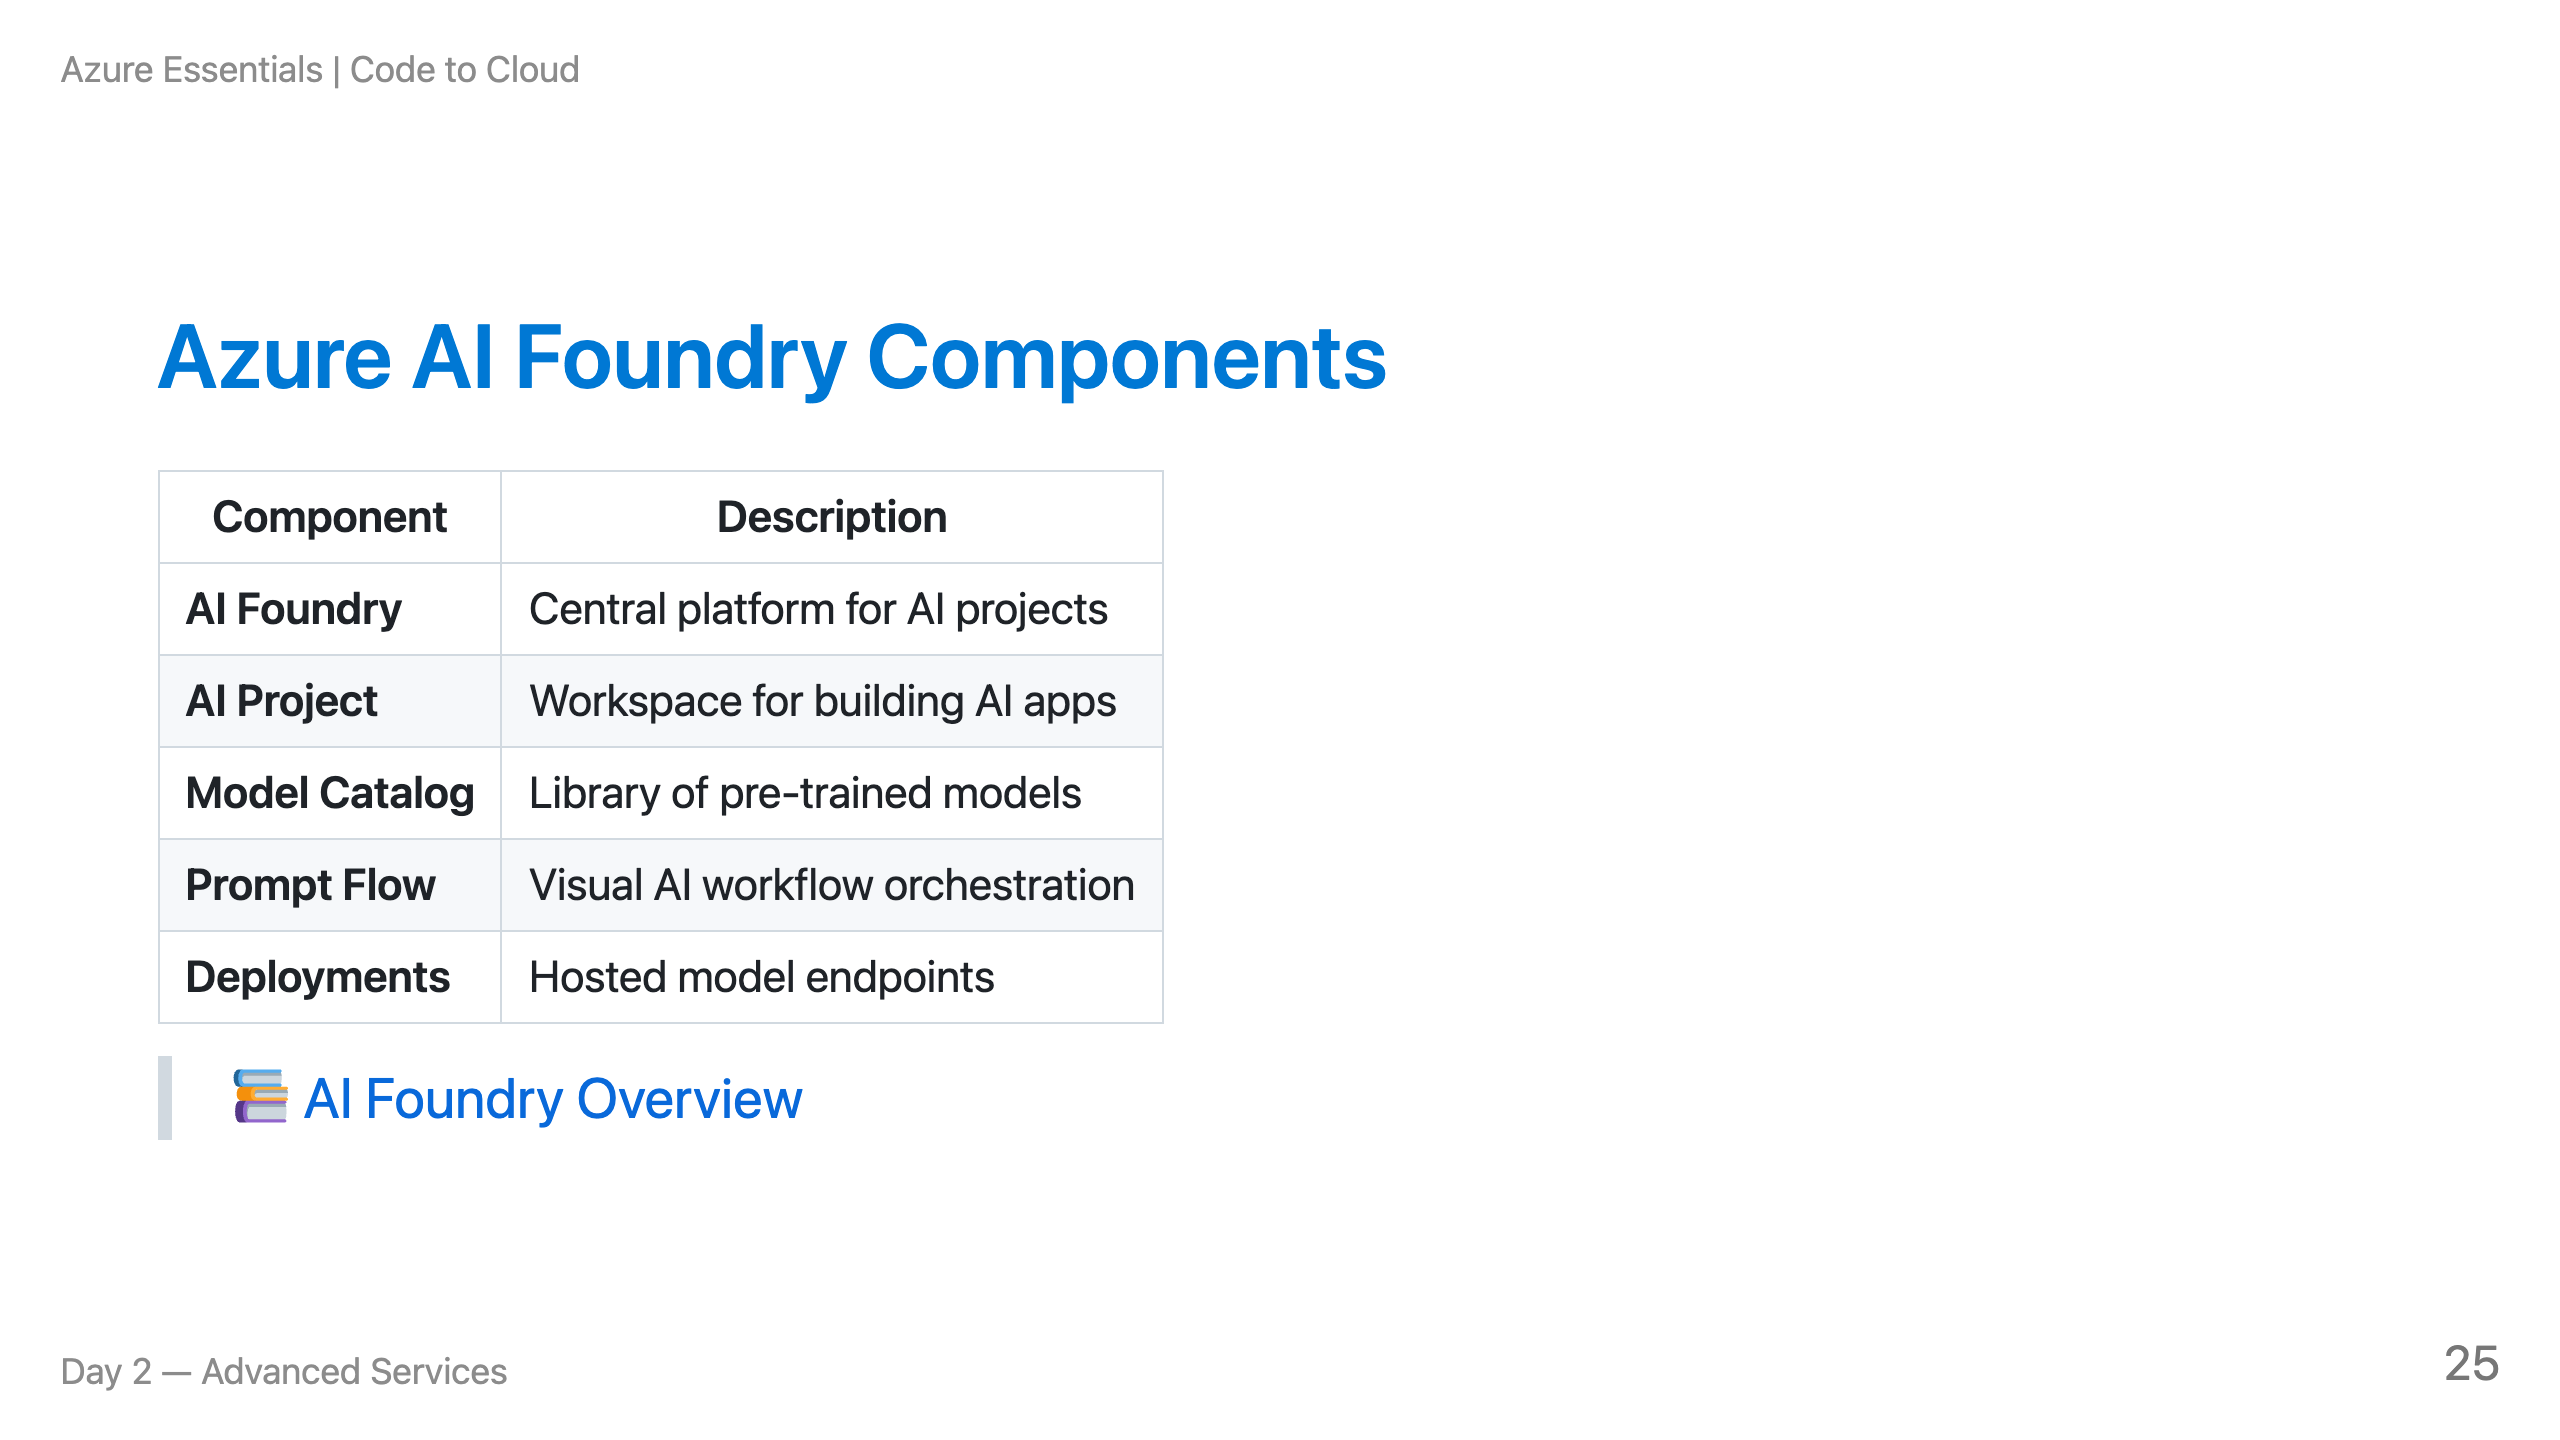 Azure Essentials | Code to Cloud
Azure AI Foundry Components
Component Description
AI Foundry Central platform for AI projects
AI Project Workspace for building AI apps
Model Catalog Library of pre-trained models
Prompt Flow Visual AI workflow orchestration
Deployments Hosted model endpoints
AI Foundry Overview
Day 2 — Advanced Services
25